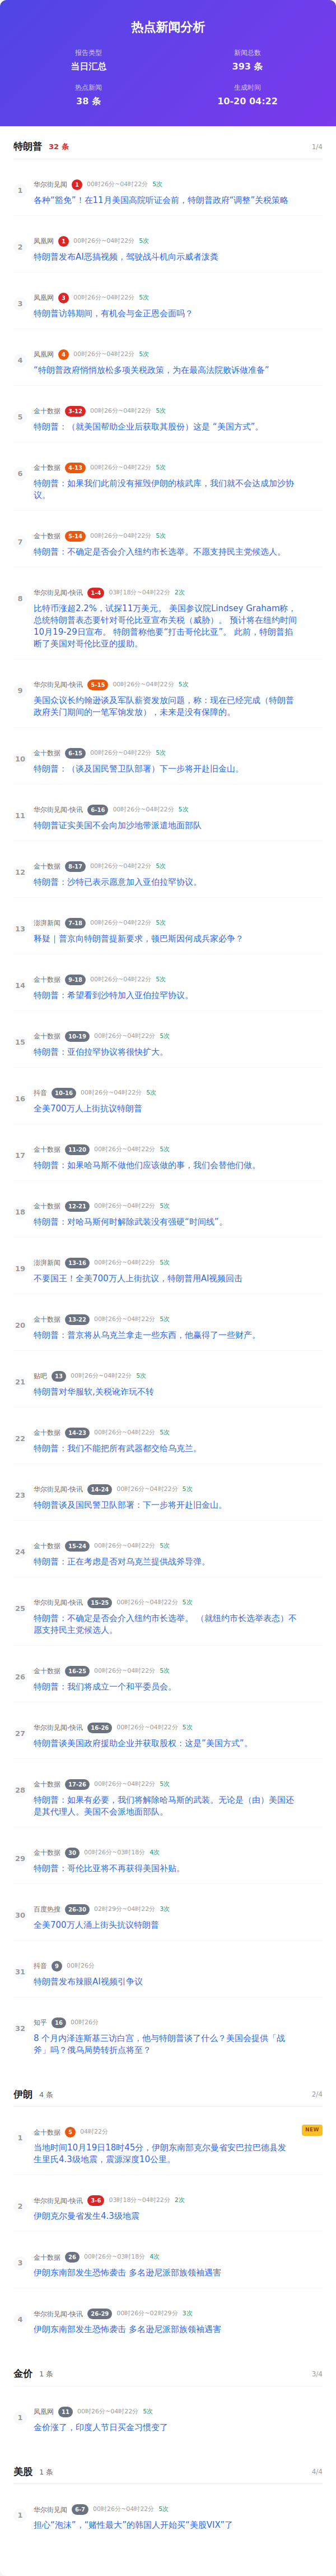 热点新闻分析
报告类型
当日汇总
新闻总数
393 条
热点新闻
38 条
生成时间
10-20 04:22
特朗普 32 条 1/4
1
华尔街见闻 1 00时26分~04时22分 5次
各种“豁免”！在11月美国高院听证会前，特朗普政府“调整”关税策略
2
凤凰网 1 00时26分~04时22分 5次
特朗普发布AI恶搞视频，驾驶战斗机向示威者泼粪
3
凤凰网 3 00时26分~04时22分 5次
特朗普访韩期间，有机会与金正恩会面吗？
4
凤凰网 4 00时26分~04时22分 5次
“特朗普政府悄悄放松多项关税政策，为在最高法院败诉做准备”
5
金十数据 3-12 00时26分~04时22分 5次
特朗普：（就美国帮助企业后获取其股份）这是 “美国方式”。
6
金十数据 4-13 00时26分~04时22分 5次
特朗普：如果我们此前没有摧毁伊朗的核武库，我们就不会达成加沙协
议。
7
金十数据 5-14 00时26分~04时22分 5次
特朗普：不确定是否会介入纽约市长选举。不愿支持民主党候选人。
8
华尔街见闻-快讯 1-4 03时18分~04时22分 2次
比特币涨超2.2%，试探11万美元。 美国参议院Lindsey Graham称，
总统特朗普表态要针对哥伦比亚宣布关税（威胁）。 预计将在纽约时间
10月19-29日宣布。 特朗普称他要“打击哥伦比亚”。 此前，特朗普掐
断了美国对哥伦比亚的援助。
9
华尔街见闻-快讯 5-15 00时26分~04时22分 5次
美国众议长约翰逊谈及军队薪资发放问题，称：现在已经完成（特朗普
政府关门期间的一笔军饷发放），未来是没有保障的。
10
金十数据 6-15 00时26分~04时22分 5次
特朗普：（谈及国民警卫队部署）下一步将开赴旧金山。
11
华尔街见闻-快讯 6-16 00时26分~04时22分 5次
特朗普证实美国不会向加沙地带派遣地面部队
12
金十数据 8-17 00时26分~04时22分 5次
特朗普：沙特已表示愿意加入亚伯拉罕协议。
13
澎湃新闻 7-18 00时26分~04时22分 5次
释疑｜普京向特朗普提新要求，顿巴斯因何成兵家必争？
14
金十数据 9-18 00时26分~04时22分 5次
特朗普：希望看到沙特加入亚伯拉罕协议。
15
金十数据 10-19 00时26分~04时22分 5次
特朗普：亚伯拉罕协议将很快扩大。
16
抖音 10-16 00时26分~04时22分 5次
全美700万人上街抗议特朗普
17
金十数据 11-20 00时26分~04时22分 5次
特朗普：如果哈马斯不做他们应该做的事，我们会替他们做。
18
金十数据 12-21 00时26分~04时22分 5次
特朗普：对哈马斯何时解除武装没有强硬“时间线”。
19
澎湃新闻 13-16 00时26分~04时22分 5次
不要国王！全美700万人上街抗议，特朗普用AI视频回击
20
金十数据 13-22 00时26分~04时22分 5次
特朗普：普京将从乌克兰拿走一些东西，他赢得了一些财产。
21
贴吧 13 00时26分~04时22分 5次
特朗普对华服软,关税讹诈玩不转
22
金十数据 14-23 00时26分~04时22分 5次
特朗普：我们不能把所有武器都交给乌克兰。
23
华尔街见闻-快讯 14-24 00时26分~04时22分 5次
特朗普谈及国民警卫队部署：下一步将开赴旧金山。
24
金十数据 15-24 00时26分~04时22分 5次
特朗普：正在考虑是否对乌克兰提供战斧导弹。
25
华尔街见闻-快讯 15-25 00时26分~04时22分 5次
特朗普：不确定是否会介入纽约市长选举。 （就纽约市长选举表态）不
愿支持民主党候选人。
26
金十数据 16-25 00时26分~04时22分 5次
特朗普：我们将成立一个和平委员会。
27
华尔街见闻-快讯 16-26 00时26分~04时22分 5次
特朗普谈美国政府援助企业并获取股权：这是“美国方式”。
28
金十数据 17-26 00时26分~04时22分 5次
特朗普：如果有必要，我们将解除哈马斯的武装。无论是（由）美国还
是其代理人。美国不会派地面部队。
29
金十数据 30 00时26分~03时18分 4次
特朗普：哥伦比亚将不再获得美国补贴。
30
百度热搜 26-30 02时29分~04时22分 3次
全美700万人涌上街头抗议特朗普
31
抖音 9 00时26分
特朗普发布辣眼AI视频引争议
32
知乎 16 00时26分
8 个月内泽连斯基三访白宫，他与特朗普谈了什么？美国会提供「战
斧」吗？俄乌局势转折点将至？
伊朗 4 条 2/4
1
金十数据 5 04时22分 NEW
当地时间10月19日18时45分，伊朗东南部克尔曼省安巴拉巴德县发
生里氏4.3级地震，震源深度10公里。
2
华尔街见闻-快讯 3-6 03时18分~04时22分 2次
伊朗克尔曼省发生4.3级地震
3
金十数据 26 00时26分~03时18分 4次
伊朗东南部发生恐怖袭击 多名逊尼派部族领袖遇害
4
华尔街见闻-快讯 26-29 00时26分~02时29分 3次
伊朗东南部发生恐怖袭击 多名逊尼派部族领袖遇害
金价 1 条 3/4
1
凤凰网 11 00时26分~04时22分 5次
金价涨了，印度人节日买金习惯变了
美股 1 条 4/4
1
华尔街见闻 6-7 00时26分~04时22分 5次
担心“泡沫”，“赌性最大”的韩国人开始买“美股VIX”了